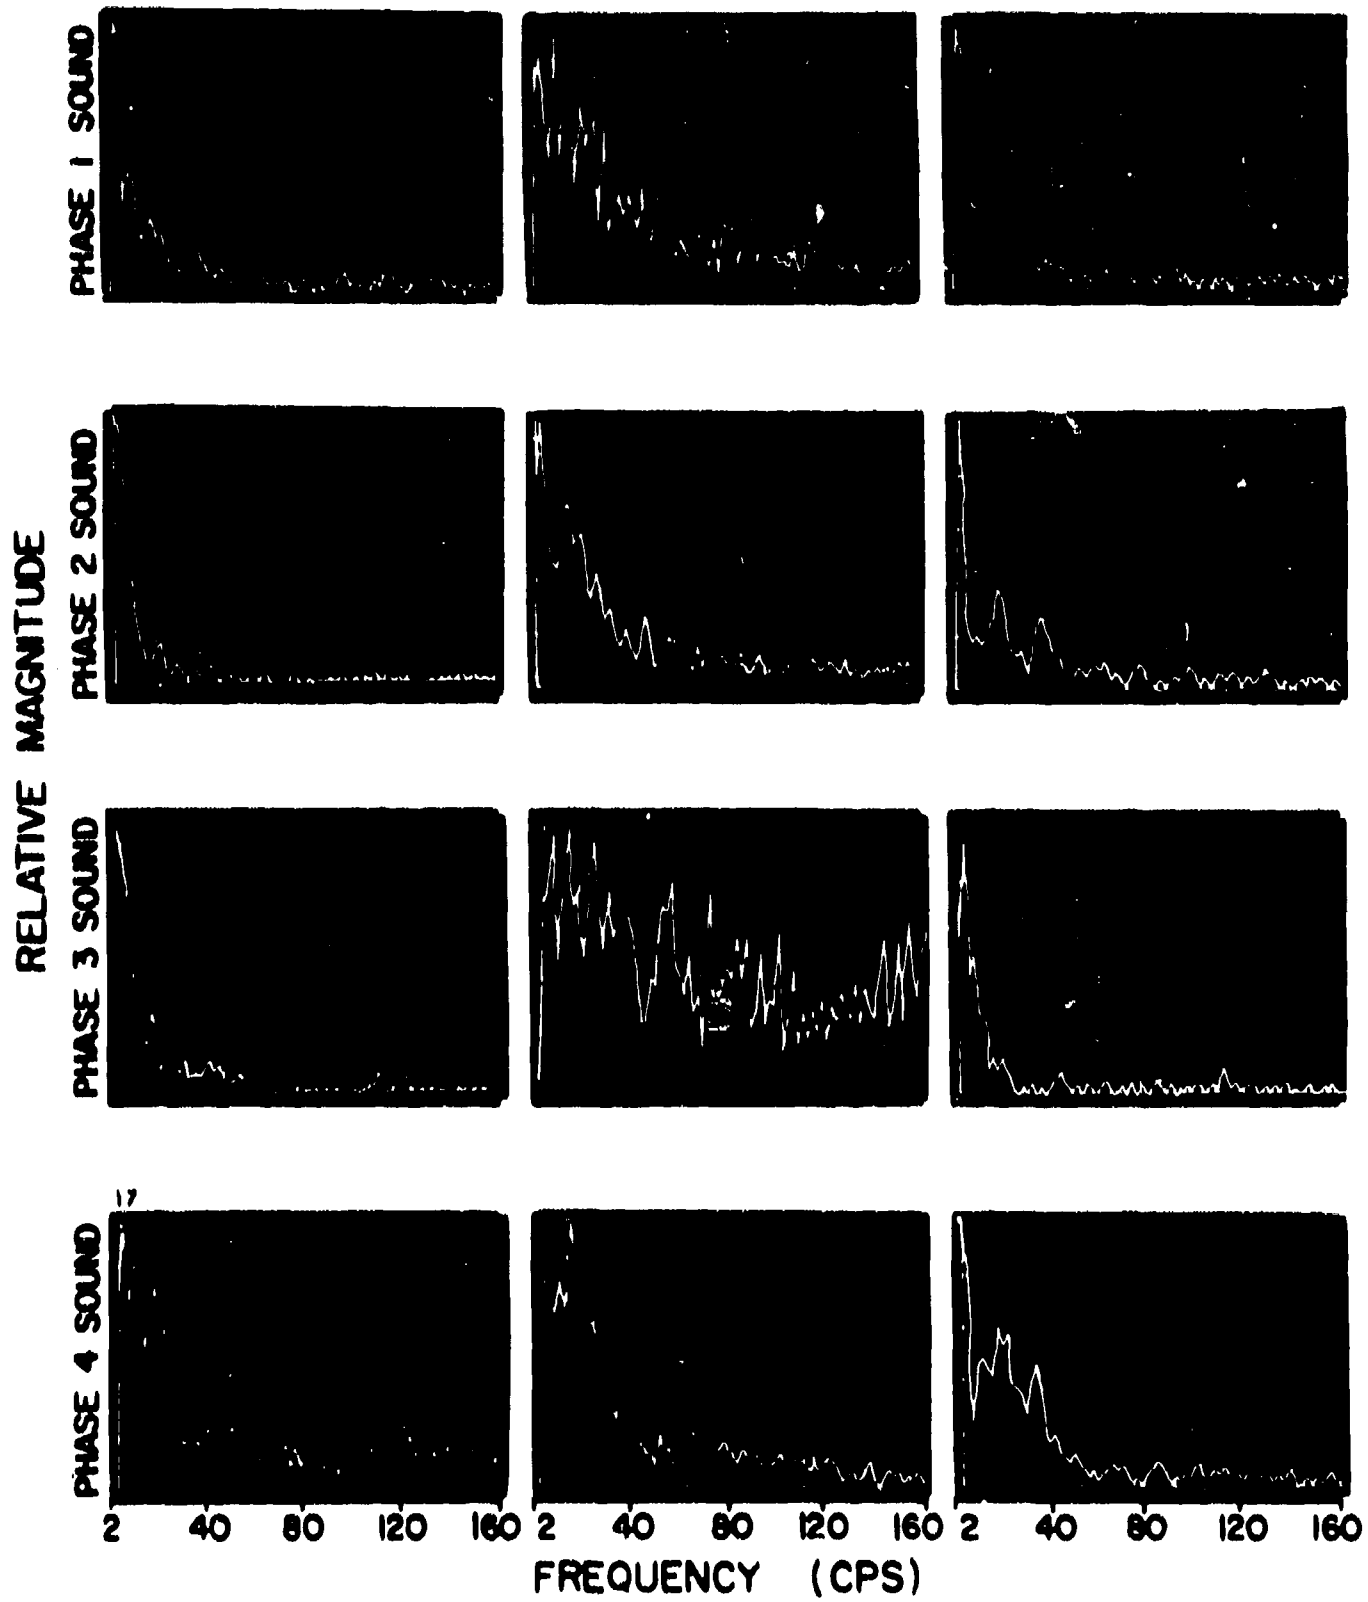 RELATIVE MAGNITUDE
PHASE 1 SOUND
PHASE 2 SOUND
PHASE 3 SOUND
PHASE 4 SOUND
2 40 80 120 160 2 40 80 120 160 2 40 80 120 160
FREQUENCY (CPS)